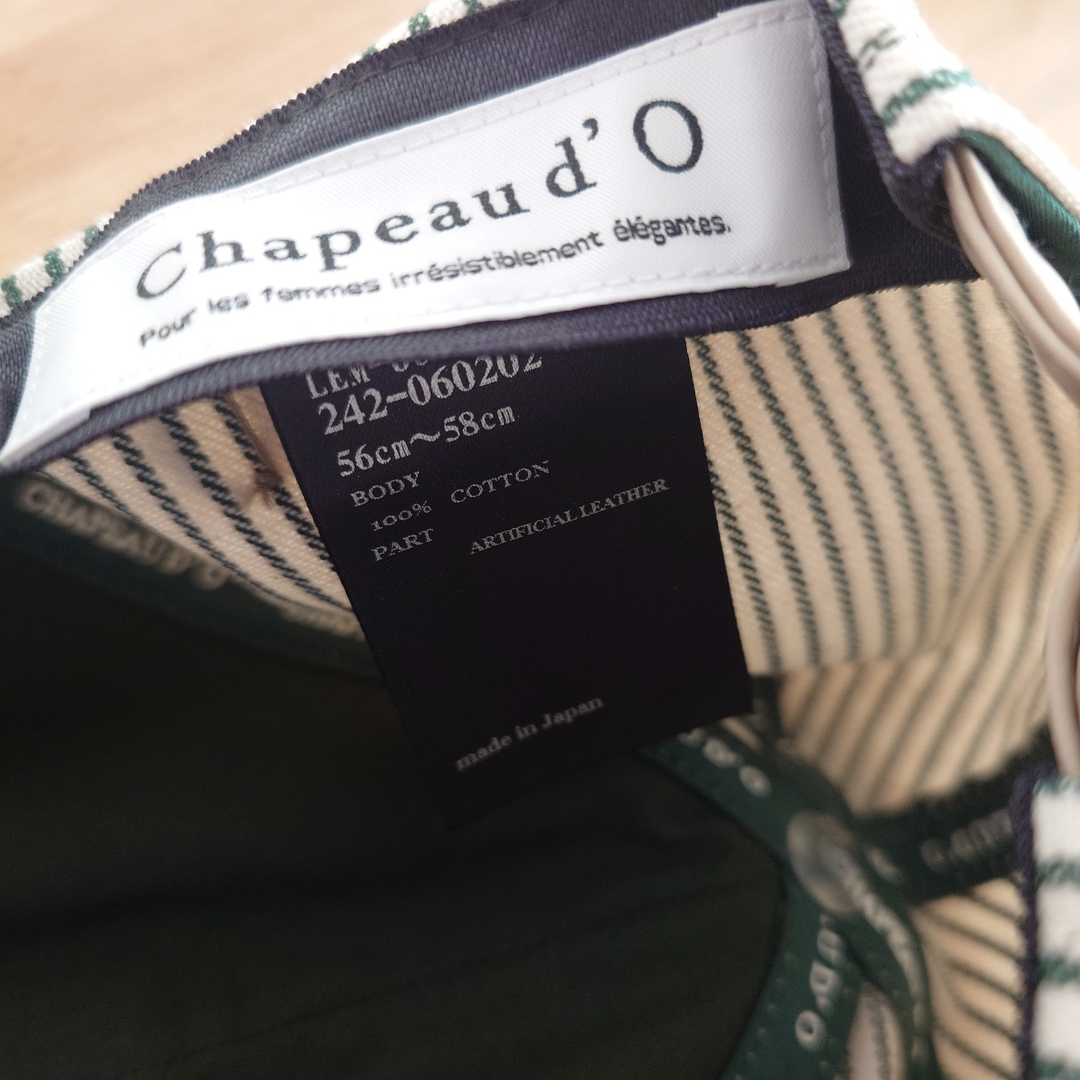 Chapeau d' O
Pour les femmes irrésistiblement élégantes.
242-060202
56cm〜58cm
BODY
100% COTTON
PART ARTIFICIAL LEATHER
made in Japan
CHAPEAU D'O